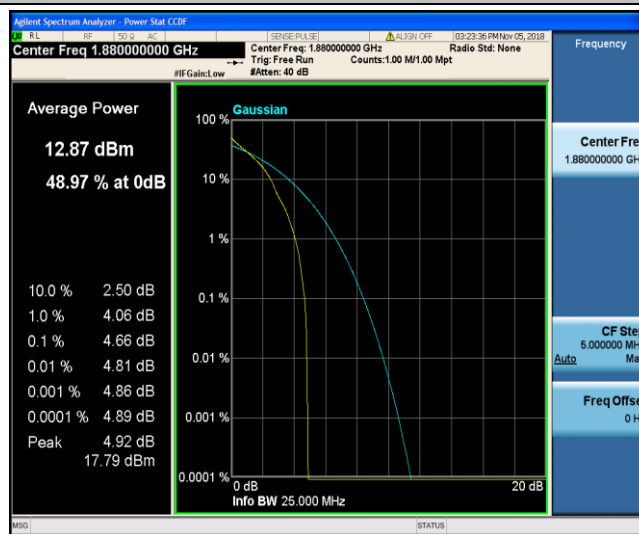 Agilent Spectrum Analyzer - Power Stat CCDF
RL RF 50 Ω AC SENSE:PULSE ALIGN OFF 03:23:36 PM Nov 05, 2018
Center Freq 1.880000000 GHz
Center Freq: 1.880000000 GHz Radio Std: None
Trig: Free Run Counts:1.00 M/1.00 Mpt
#IFGain:Low #Atten: 40 dB
Frequency
Average Power
12.87 dBm
48.97 % at 0dB
10.0 % 2.50 dB
1.0 % 4.06 dB
0.1 % 4.66 dB
0.01 % 4.81 dB
0.001 % 4.86 dB
0.0001 % 4.89 dB
Peak 4.92 dB
17.79 dBm
Gaussian
100 %
10 %
1 %
0.1 %
0.01 %
0.001 %
0.0001 %
0 dB 20 dB
Info BW 25.000 MHz
Center Fre
1.880000000 GH
CF Ste
5.000000 MH
Auto Ma
Freq Offse
0 H
MSG STATUS